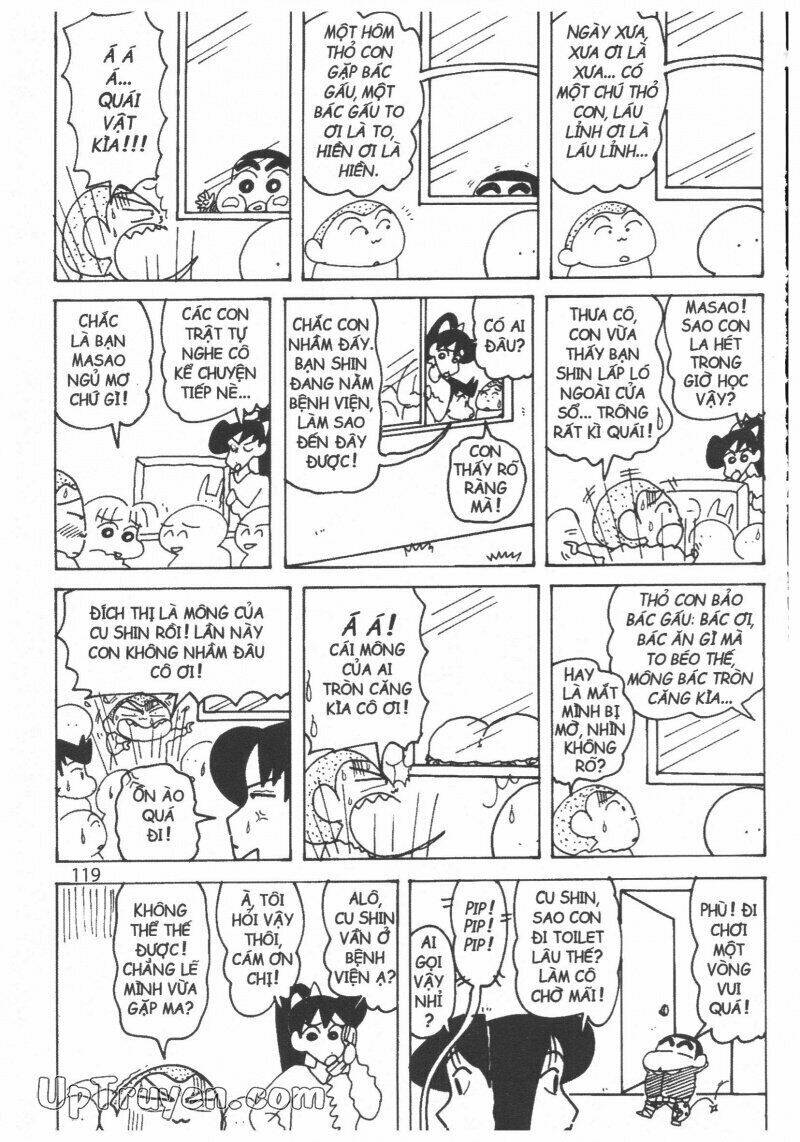 NGÀY XƯA,
XƯA ƠI LÀ
XƯA... CÓ
MỘT CHÚ THỎ
CON, LÁU
LỈNH ƠI LÀ
LÁU LỈNH...
MỘT HÔM
THỎ CON
GẶP BÁC
GẤU, MỘT
BÁC GẤU TO
ƠI LÀ TO,
HIỀN ƠI LÀ
HIỀN.
Á Á
Á...
QUÁI
VẬT
KÌA!!!
MASAO!
SAO CON
LA HÉT
TRONG
GIỜ HỌC
VẬY?
THƯA CÔ,
CON VỪA
THẤY BẠN
SHIN LẤP LÓ
NGOÀI CỬA
SỔ... TRÔNG
RẤT KÌ QUÁI!
CÓ AI
ĐÂU?
CON
THẤY RÕ
RÀNG
MÀ!
CHẮC CON
NHẦM ĐẤY.
BẠN SHIN
ĐANG NẰM
BỆNH VIỆN,
LÀM SAO
ĐẾN ĐÂY
ĐƯỢC!
CÁC CON
TRẬT TỰ
NGHE CÔ
KỂ CHUYỆN
TIẾP NÈ...
CHẮC
LÀ BẠN
MASAO
NGỦ MƠ
CHỨ GÌ!
THỎ CON BẢO
BÁC GẤU: BÁC ƠI,
BÁC ĂN GÌ MÀ
TO BÉO THẾ,
MÔNG BÁC TRÒN
CĂNG KÌA...
HAY
LÀ MẮT
MÌNH BỊ
MỜ, NHÌN
KHÔNG
RÕ?
Á Á!
CÁI MÔNG
CỦA AI
TRÒN CĂNG
KÌA CÔ ƠI!
ĐÍCH THỊ LÀ MÔNG CỦA
CU SHIN RỒI! LẦN NÀY
CON KHÔNG NHẦM ĐÂU
CÔ ƠI!
ỒN ÀO
QUÁ
ĐI!
119
PHÙ! ĐI
CHƠI
MỘT
VÒNG
VUI
QUÁ!
CU SHIN,
SAO CON
ĐI TOILET
LÂU THẾ?
LÀM CÔ
CHỜ MÃI!
PIP!
PIP!
PIP!
AI
GỌI
VẬY
NHỈ
?
ALÔ,
CU SHIN
VẪN Ở
BỆNH
VIỆN Ạ?
À, TÔI
HỎI VẬY
THÔI,
CÁM ƠN
CHỊ!
KHÔNG
THỂ THẾ
ĐƯỢC!
CHẲNG LẼ
MÌNH VỪA
GẶP MA?
UpTruyen.com